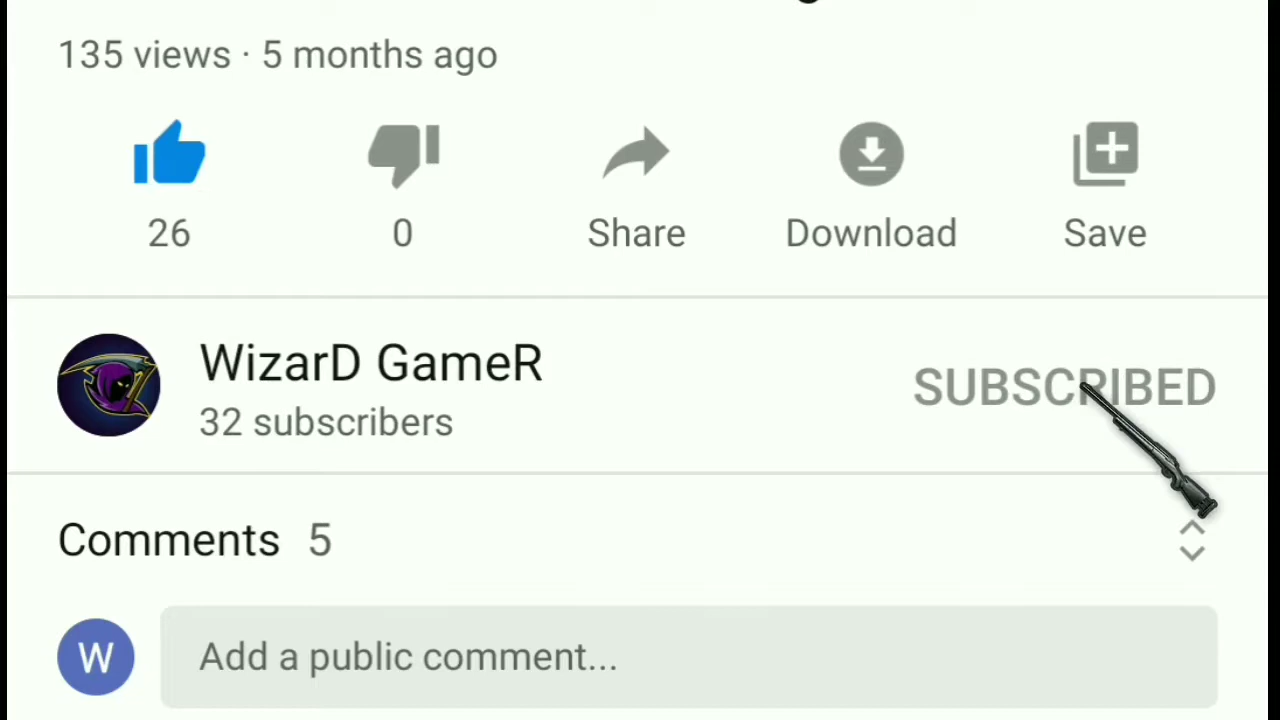 135 views · 5 months ago
26 0 Share Download Save
WizarD GameR
32 subscribers
SUBSCRIBED
Comments 5
W
Add a public comment...